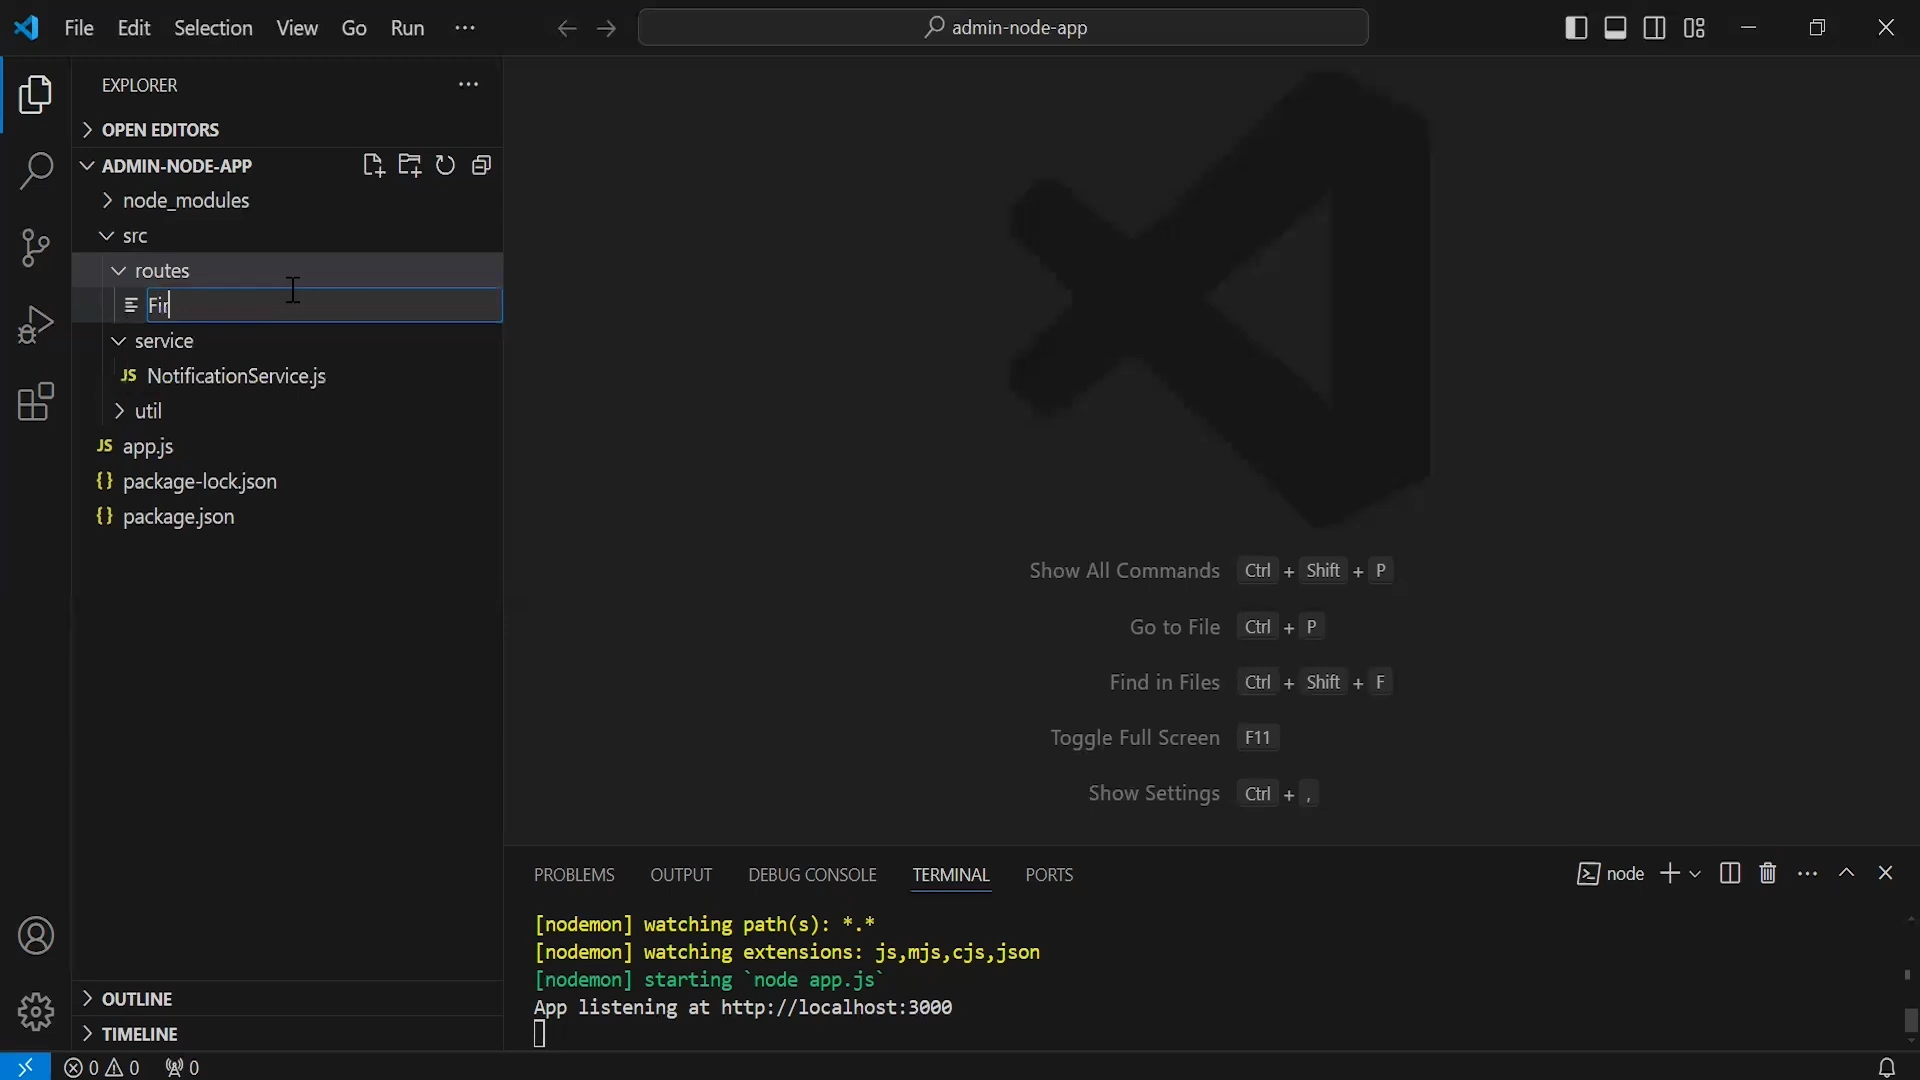 File Edit Selection View Go Run ···
admin-node-app
EXPLORER ···
OPEN EDITORS
ADMIN-NODE-APP
node_modules
src
routes
Fir
service
JS NotificationService.js
util
JS app.js
{} package-lock.json
{} package.json
Show All Commands Ctrl + Shift + P
Go to File Ctrl + P
Find in Files Ctrl + Shift + F
Toggle Full Screen F11
Show Settings Ctrl + ,
PROBLEMS OUTPUT DEBUG CONSOLE TERMINAL PORTS
node
[nodemon] watching path(s): *.*
[nodemon] watching extensions: js,mjs,cjs,json
[nodemon] starting `node app.js`
App listening at http://localhost:3000
OUTLINE
TIMELINE
0 0 0